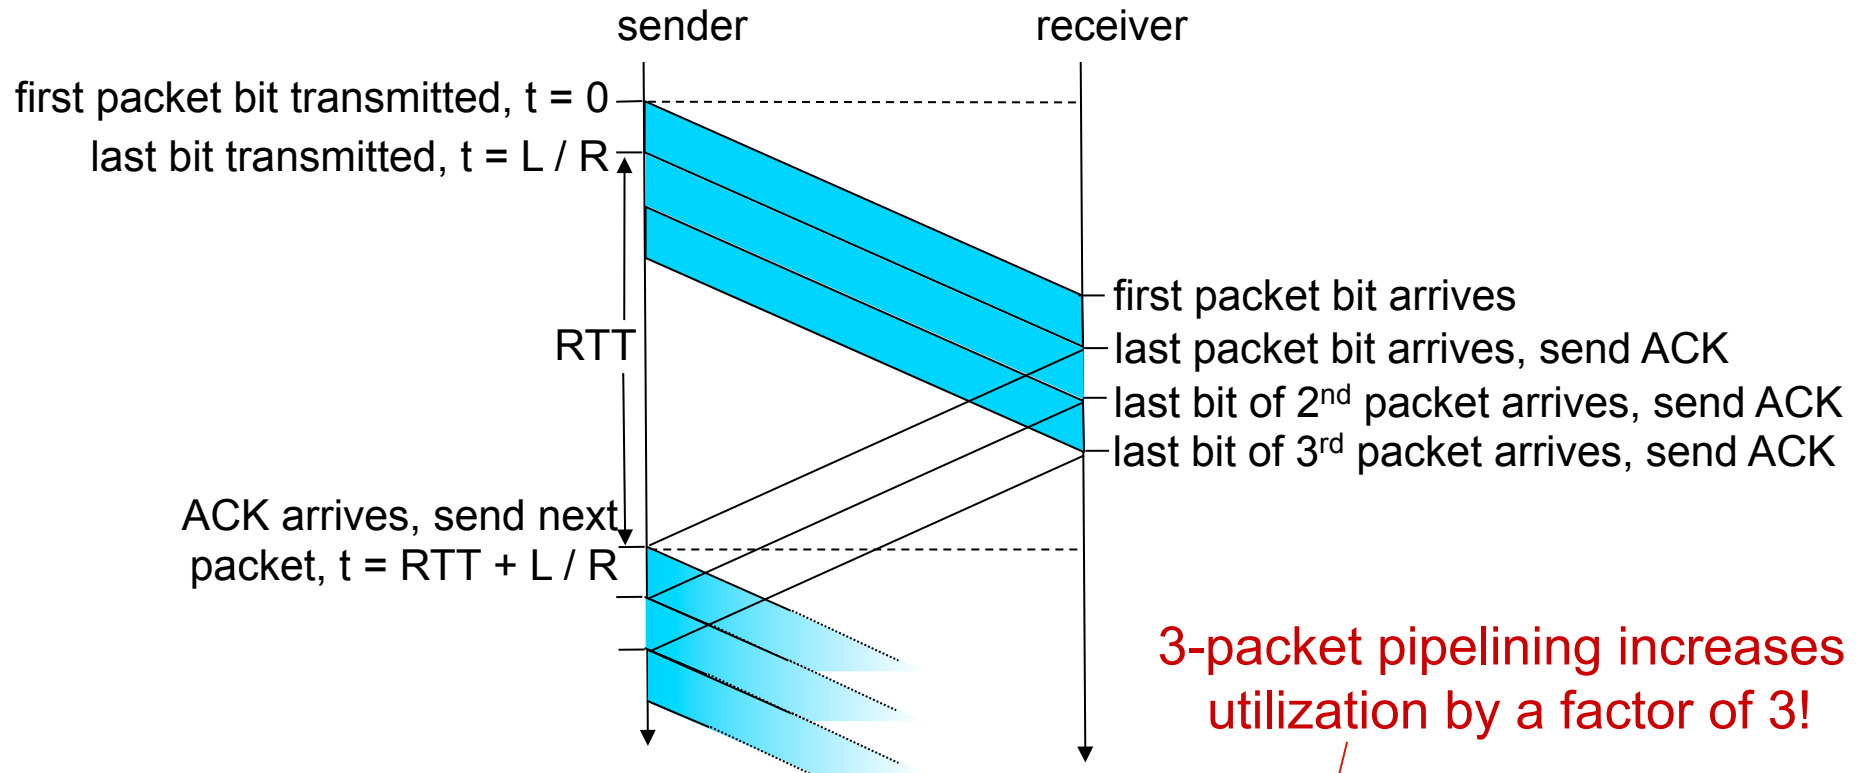 sender
receiver
first packet bit transmitted, t = 0
last bit transmitted, t = L / R
first packet bit arrives
RTT
last packet bit arrives, send ACK
last bit of 2nd packet arrives, send ACK
last bit of 3rd packet arrives, send ACK
ACK arrives, send next
packet, t = RTT + L / R
3-packet pipelining increases
utilization by a factor of 3!